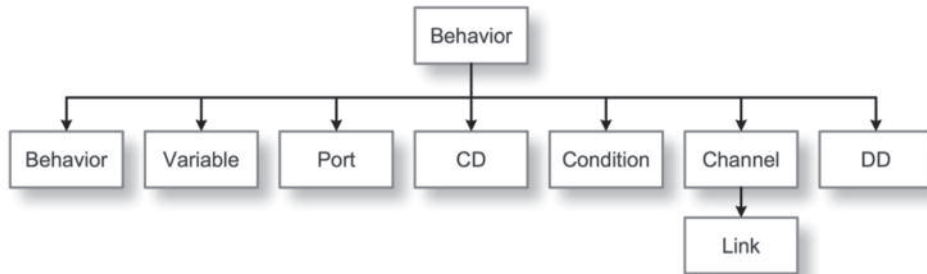 Behavior
Behavior Variable Port CD Condition Channel DD
Link